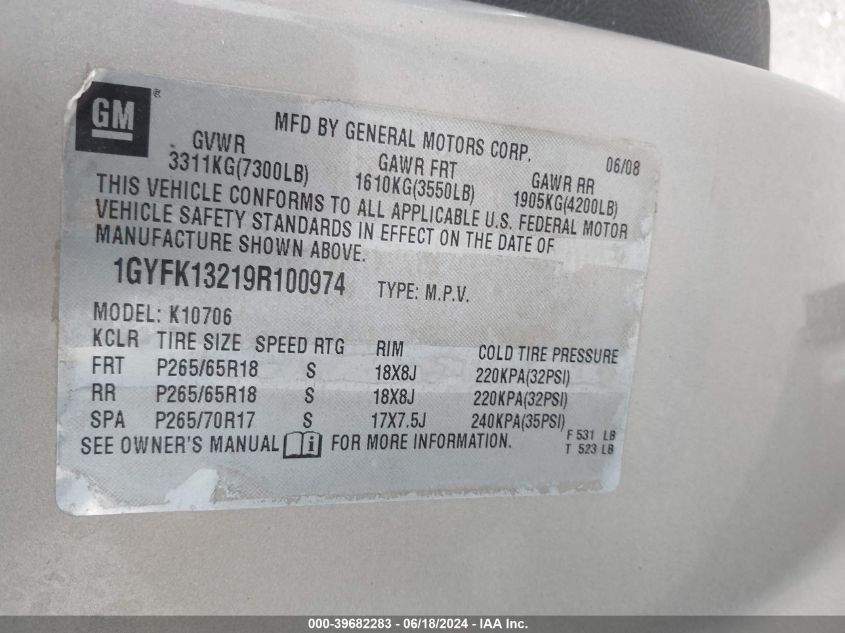 GM ®
MFD BY GENERAL MOTORS CORP. 06/08
GVWR GAWR FRT GAWR RR
3311KG(7300LB) 1610KG(3550LB) 1905KG(4200LB)
THIS VEHICLE CONFORMS TO ALL APPLICABLE U.S. FEDERAL MOTOR
VEHICLE SAFETY STANDARDS IN EFFECT ON THE DATE OF
MANUFACTURE SHOWN ABOVE.
1GYFK13219R100974 TYPE: M.P.V.
MODEL: K10706
KCLR TIRE SIZE SPEED RTG RIM COLD TIRE PRESSURE
FRT P265/65R18 S 18X8J 220KPA(32PSI)
RR P265/65R18 S 18X8J 220KPA(32PSI)
SPA P265/70R17 S 17X7.5J 240KPA(35PSI)
SEE OWNER'S MANUAL i FOR MORE INFORMATION. F 531 LB
T 523 LB
000-39682283 - 06/18/2024 - IAA Inc.